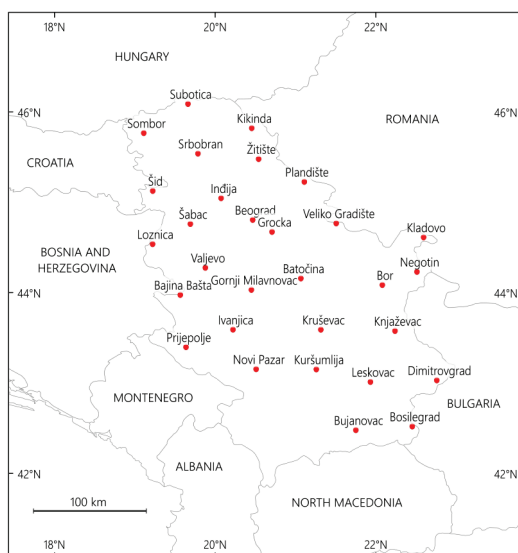 18°N
20°N
22°N
HUNGARY
Subotica
46°N
46°N
Sombor
Kikinda
ROMANIA
Srbobran
Žitište
CROATIA
Plandište
Šid
Inđija
Šabac
Beograd
Veliko Gradište
Grocka
Kladovo
Loznica
BOSNIA AND
HERZEGOVINA
Valjevo
Batočina
Negotin
Bajina Bašta
Gornji Milavnovac
Bor
44°N
44°N
Ivanjica
Kruševac
Knjaževac
Prijepolje
Novi Pazar
Kuršumlija
Leskovac
Dimitrovgrad
MONTENEGRO
BULGARIA
Bujanovac
Bosilegrad
ALBANIA
42°N
42°N
100 km
NORTH MACEDONIA
18°N
20°N
22°N